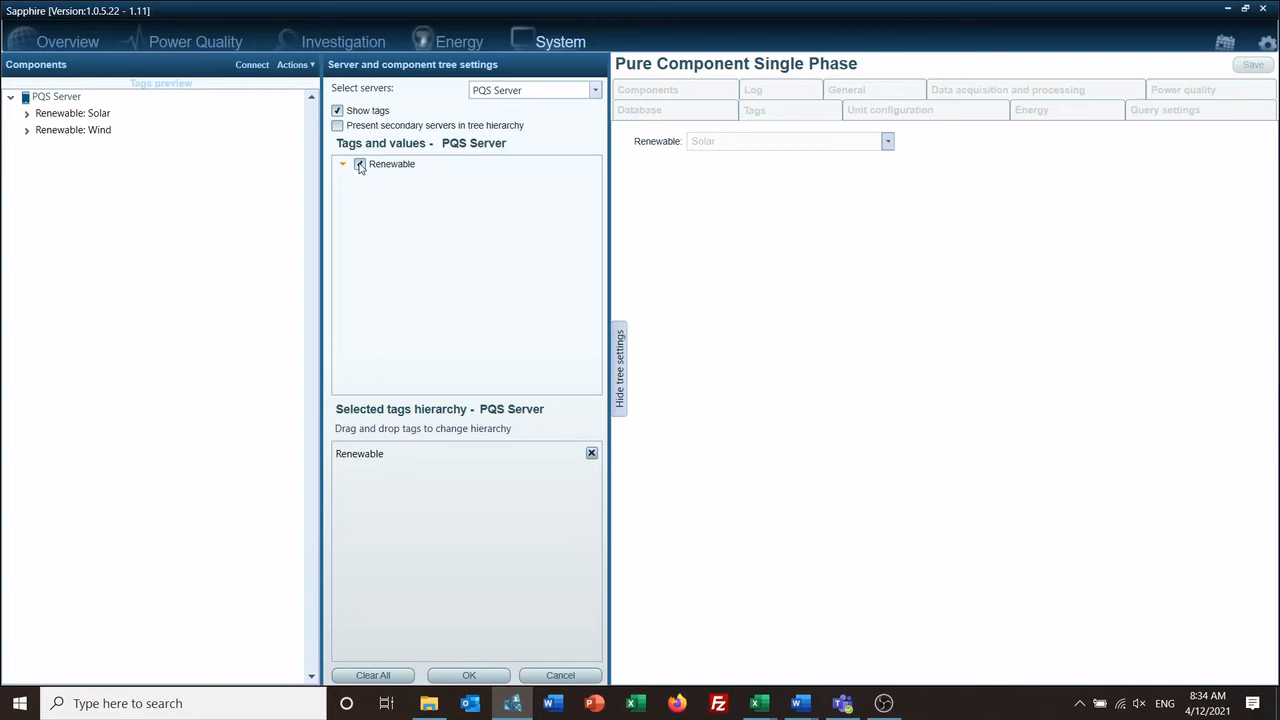 Sapphire [Version:1.0.5.22 - 1.11]
Overview Power Quality Investigation Energy System
Components Connect Actions
Tags preview
PQS Server
Renewable: Solar
Renewable: Wind
Server and component tree settings
Select servers: PQS Server
Show tags
Present secondary servers in tree hierarchy
Tags and values - PQS Server
Renewable
Selected tags hierarchy - PQS Server
Drag and drop tags to change hierarchy
Renewable
Clear All OK Cancel
Hide tree settings
Pure Component Single Phase Save
Components Log General Data acquisition and processing Power quality
Database Tags Unit configuration Energy Query settings
Renewable: Solar
Type here to search
ENG
8:34 AM
4/12/2021